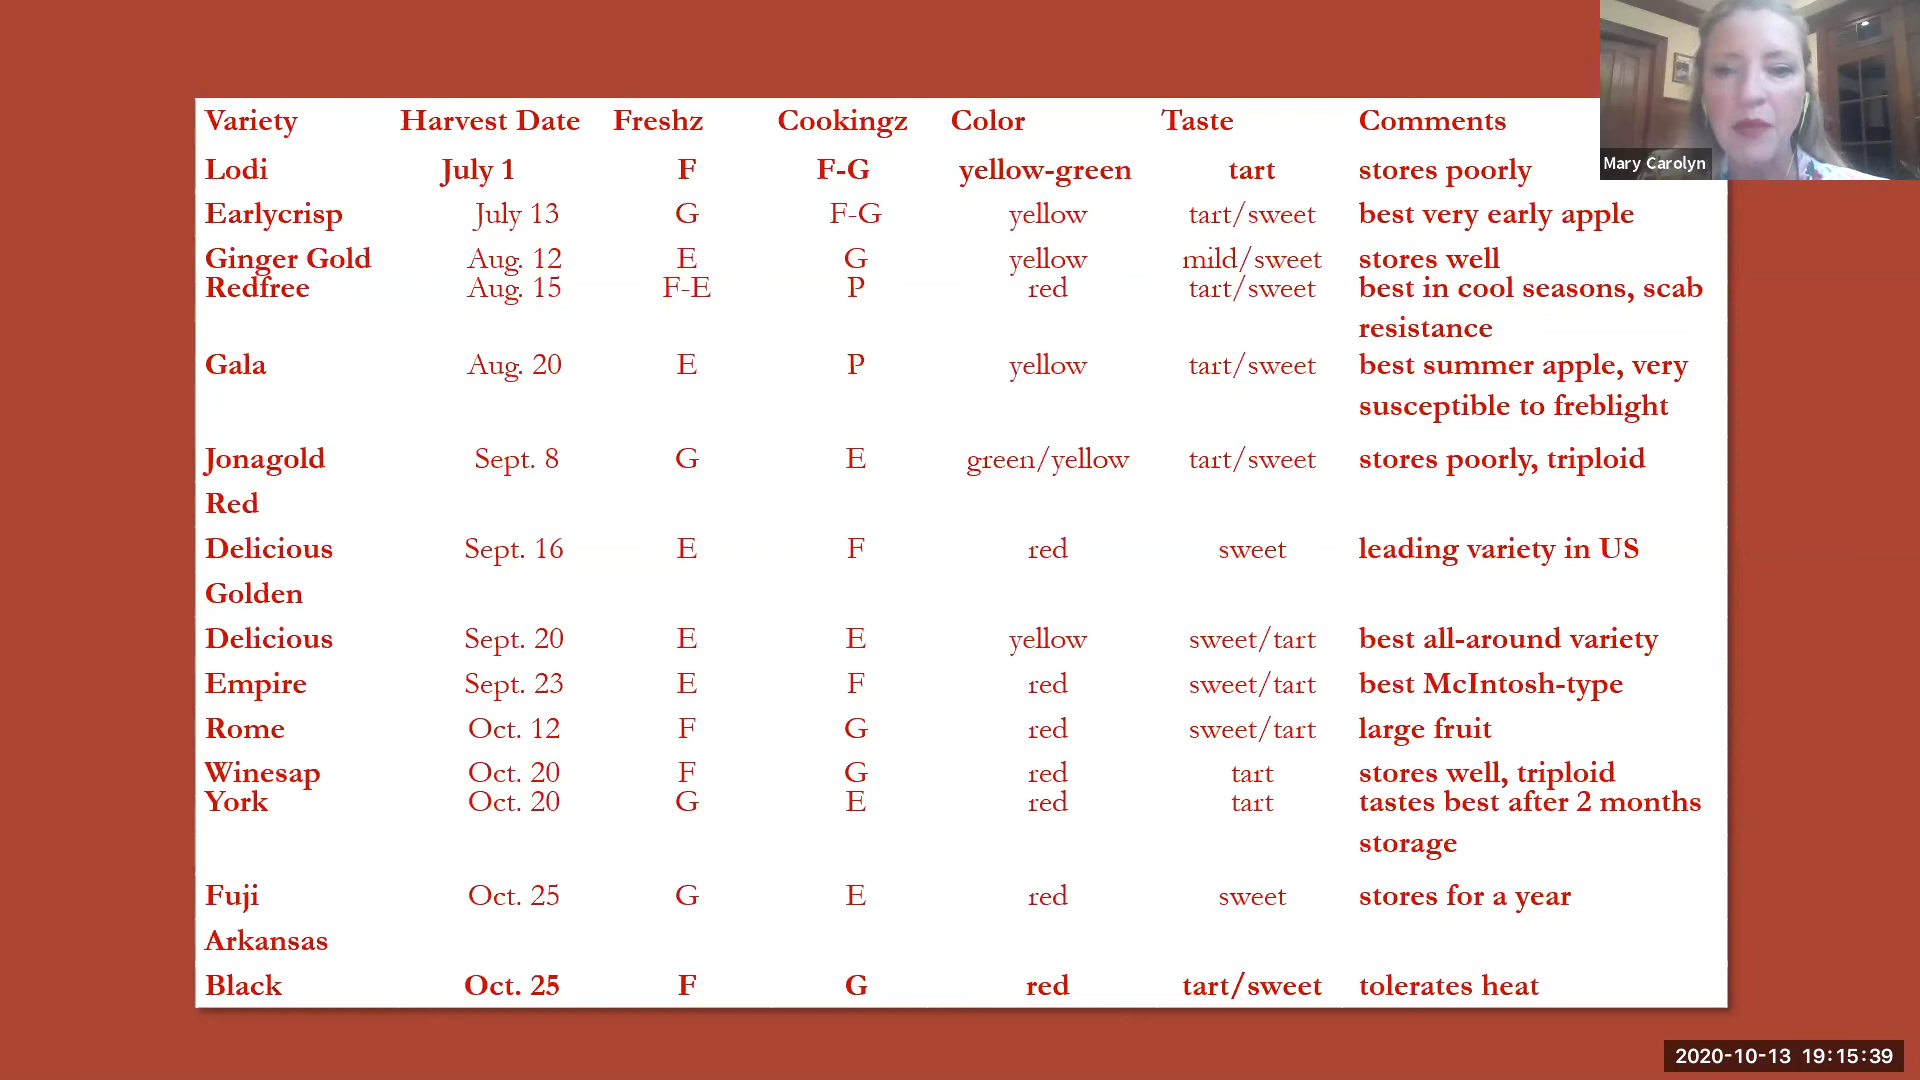 Variety Harvest Date Freshz Cookingz Color Taste Comments
Lodi July 1 F F-G yellow-green tart stores poorly
Earlycrisp July 13 G F-G yellow tart/sweet best very early apple
Ginger Gold Aug. 12 E G yellow mild/sweet stores well
Redfree Aug. 15 F-E P red tart/sweet best in cool seasons, scab
resistance
Gala Aug. 20 E P yellow tart/sweet best summer apple, very
susceptible to freblight
Jonagold Sept. 8 G E green/yellow tart/sweet stores poorly, triploid
Red
Delicious Sept. 16 E F red sweet leading variety in US
Golden
Delicious Sept. 20 E E yellow sweet/tart best all-around variety
Empire Sept. 23 E F red sweet/tart best McIntosh-type
Rome Oct. 12 F G red sweet/tart large fruit
Winesap Oct. 20 F G red tart stores well, triploid
York Oct. 20 G E red tart tastes best after 2 months
storage
Fuji Oct. 25 G E red sweet stores for a year
Arkansas
Black Oct. 25 F G red tart/sweet tolerates heat
Mary Carolyn
2020-10-13 19:15:39